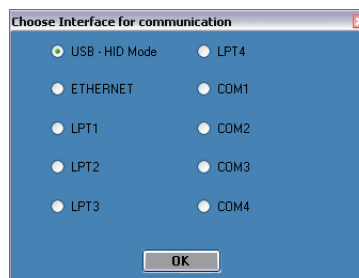 Choose Interface for communication
USB - HID Mode
ETHERNET
LPT1
LPT2
LPT3
LPT4
COM1
COM2
COM3
COM4
OK